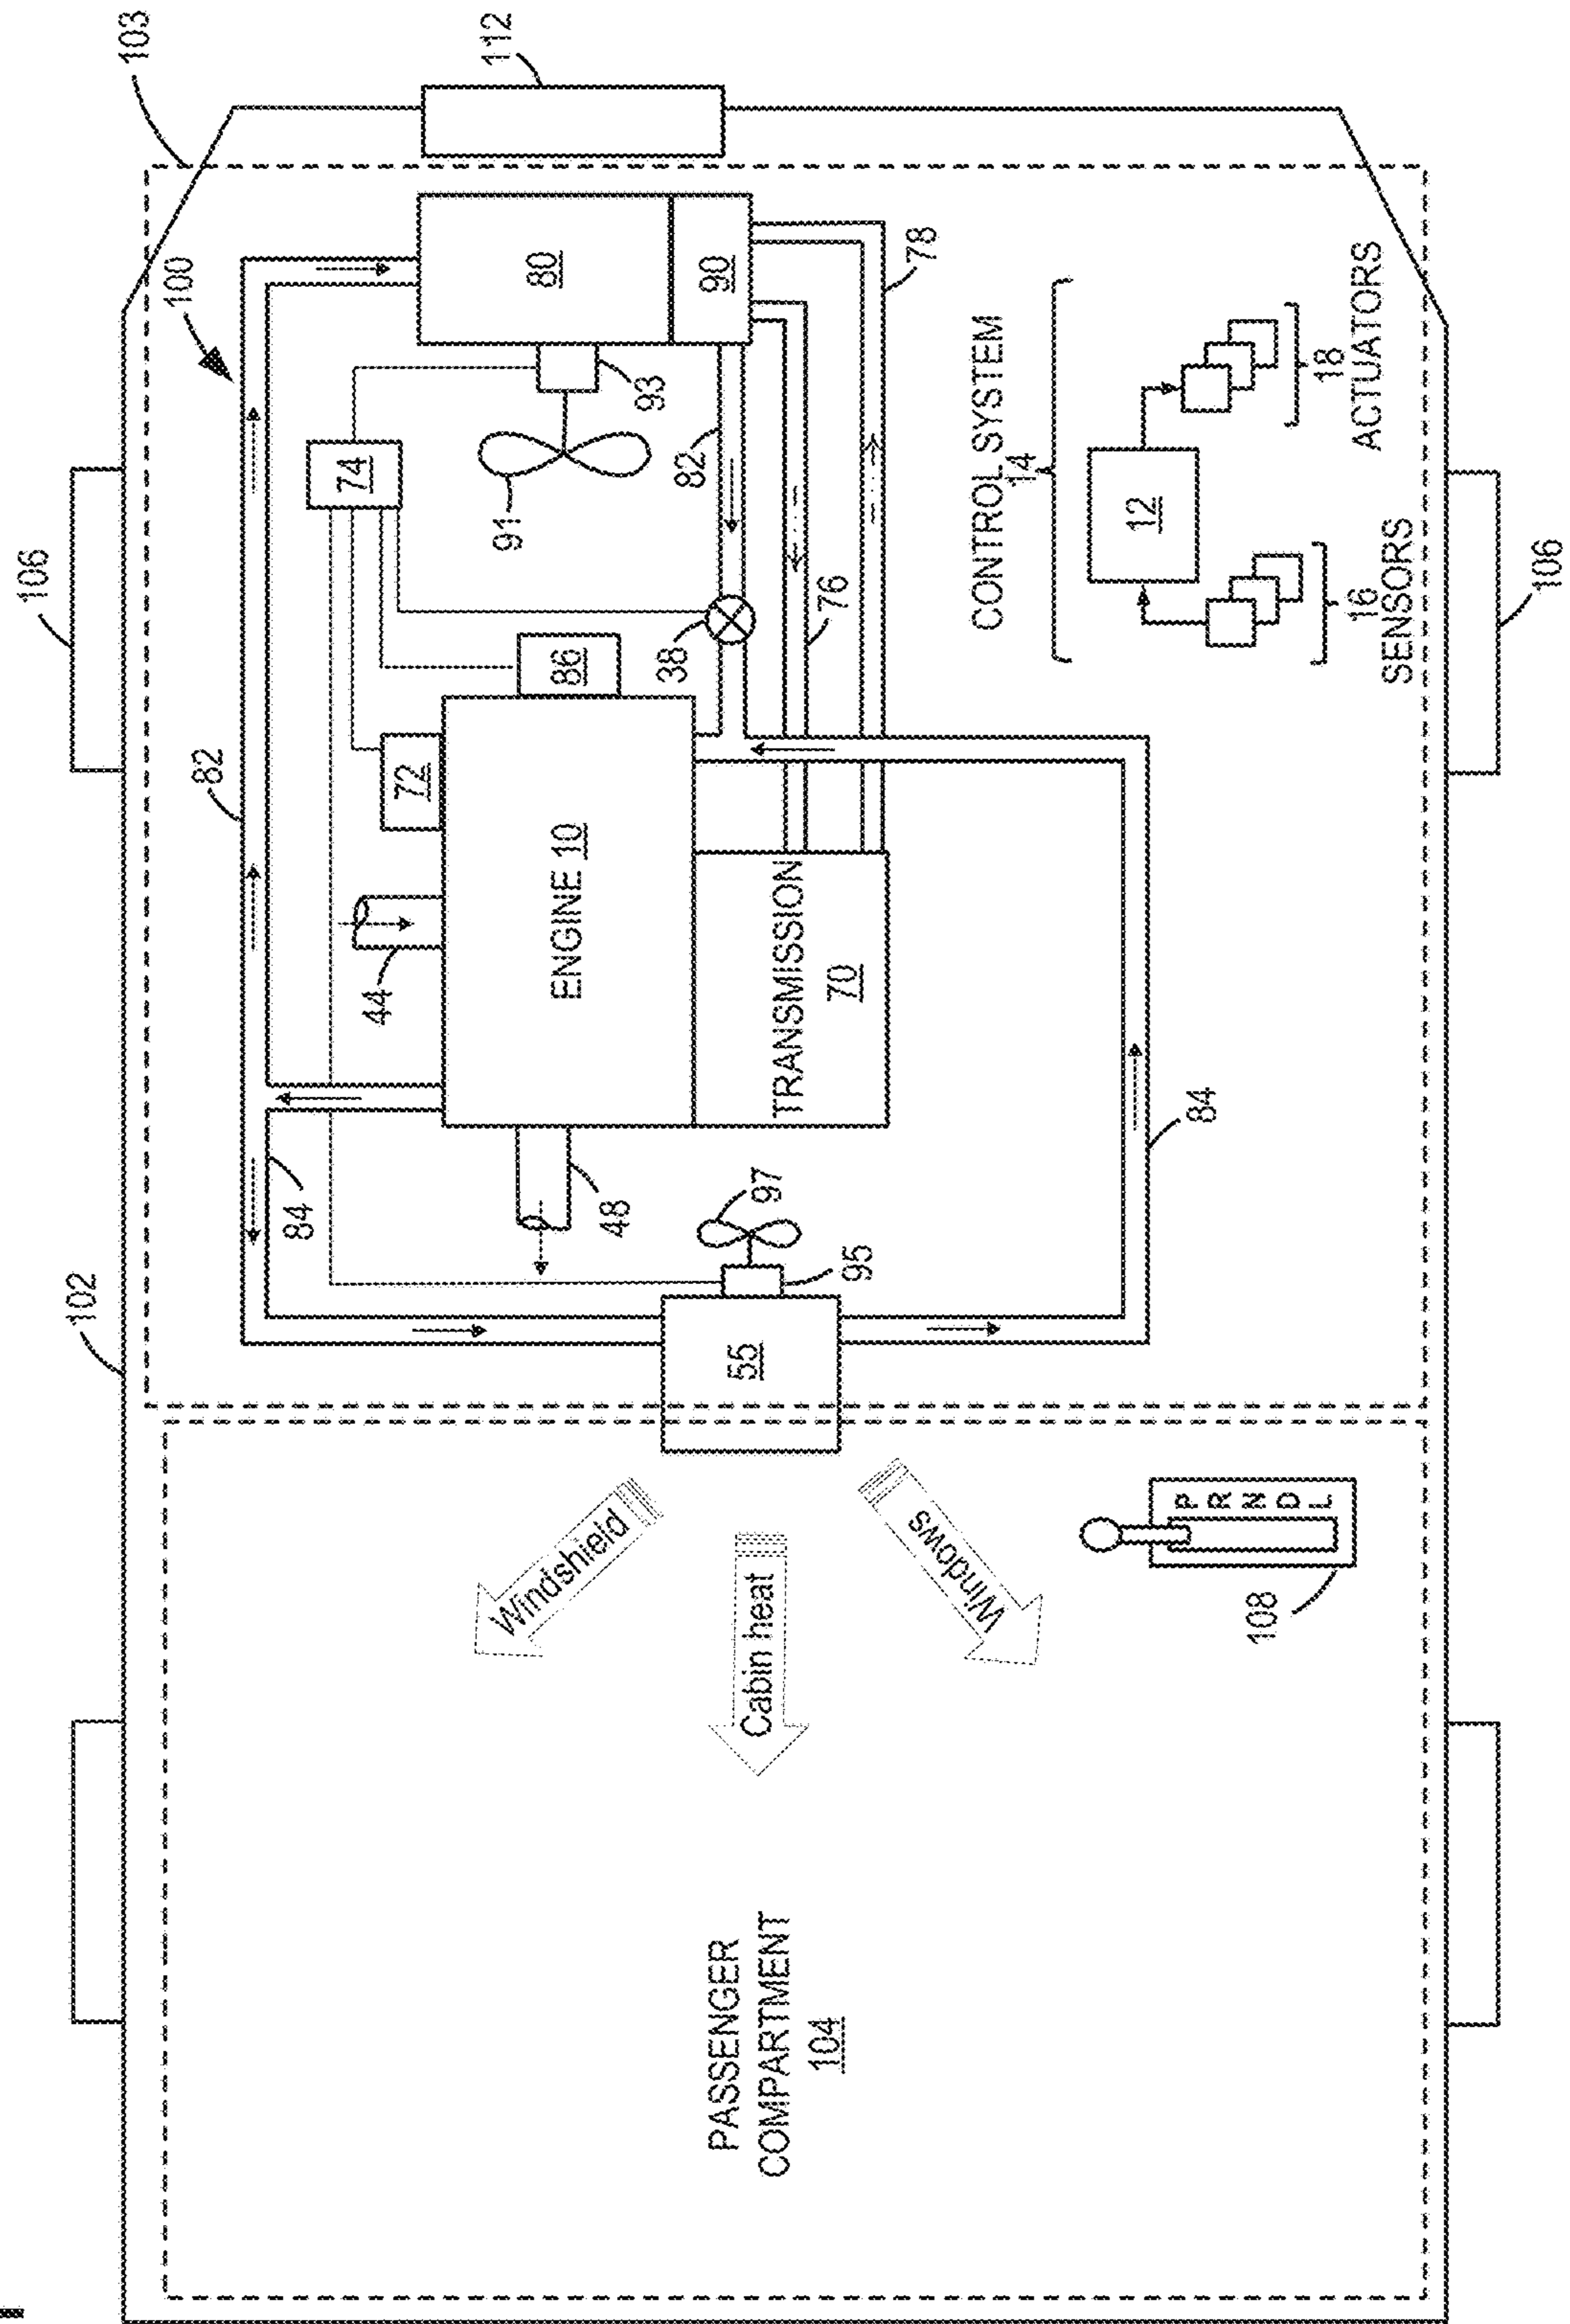 103
112
100
80
90
78
93
91
74
82
38
76
86
72
82
ENGINE 10
44
TRANSMISSION
70
84
48
97
95
84
55
102
106
106
CONTROL SYSTEM
14
12
16
SENSORS
18
ACTUATORS
Windshield
Cabin heat
Windows
P R N D L
108
PASSENGER
COMPARTMENT
104